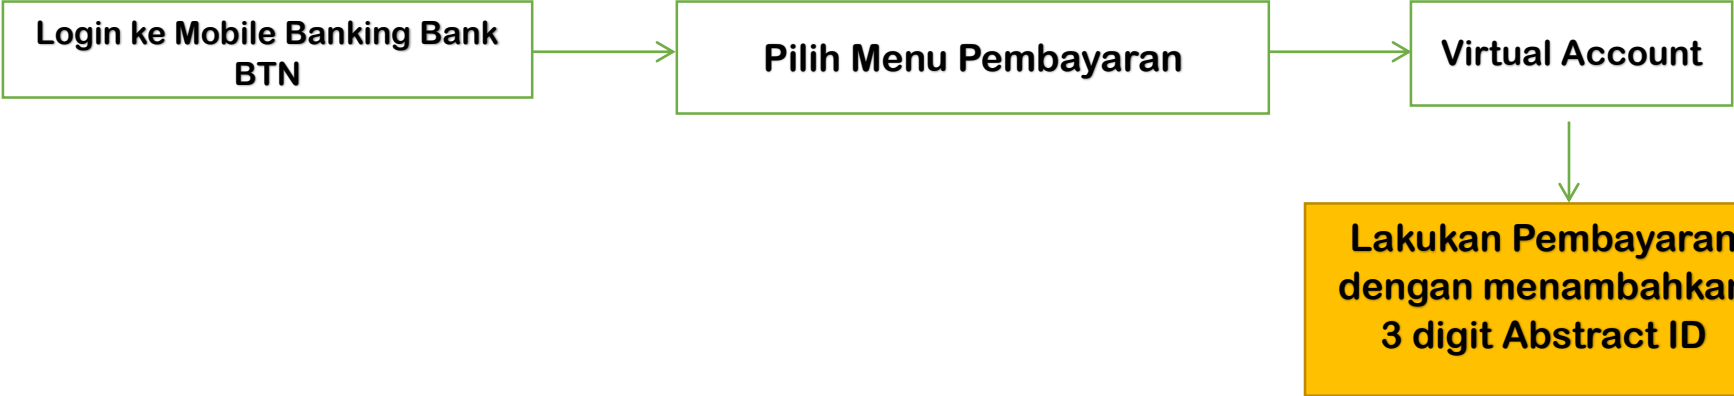 Login ke Mobile Banking Bank
BTN
Pilih Menu Pembayaran
Virtual Account
Lakukan Pembayaran
dengan menambahkan
3 digit Abstract ID